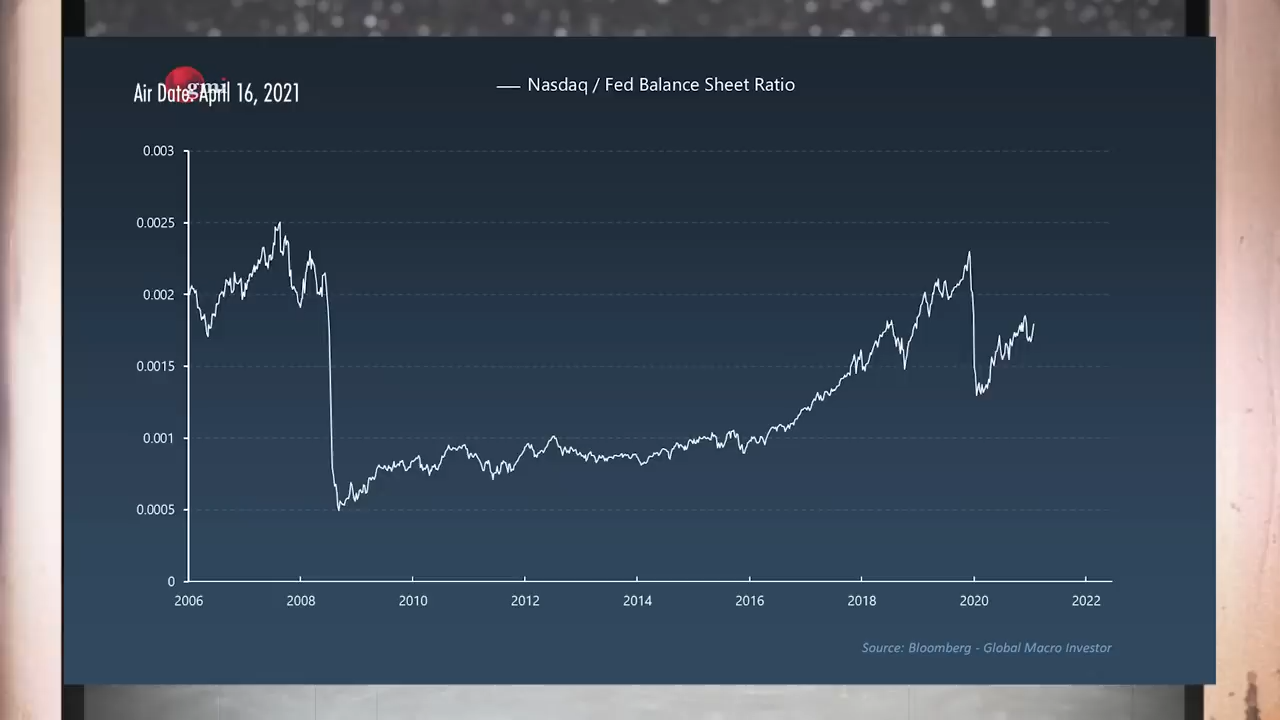 gmi
Air Date: April 16, 2021
Nasdaq / Fed Balance Sheet Ratio
0.003
0.0025
0.002
0.0015
0.001
0.0005
0
2006 2008 2010 2012 2014 2016 2018 2020 2022
Source: Bloomberg - Global Macro Investor